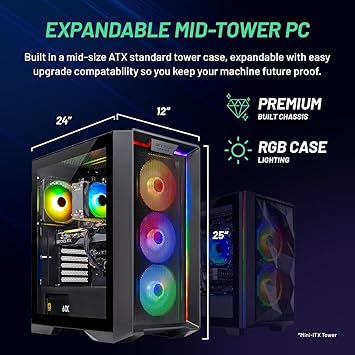 EXPANDABLE MID-TOWER PC
Built in a mid-size ATX standard tower case, expandable with easy
upgrade compatability so you keep your machine future proof.
24"
12"
PREMIUM
BUILT CHASSIS
RGB CASE
LIGHTING
25"
*Mini-ITX Tower